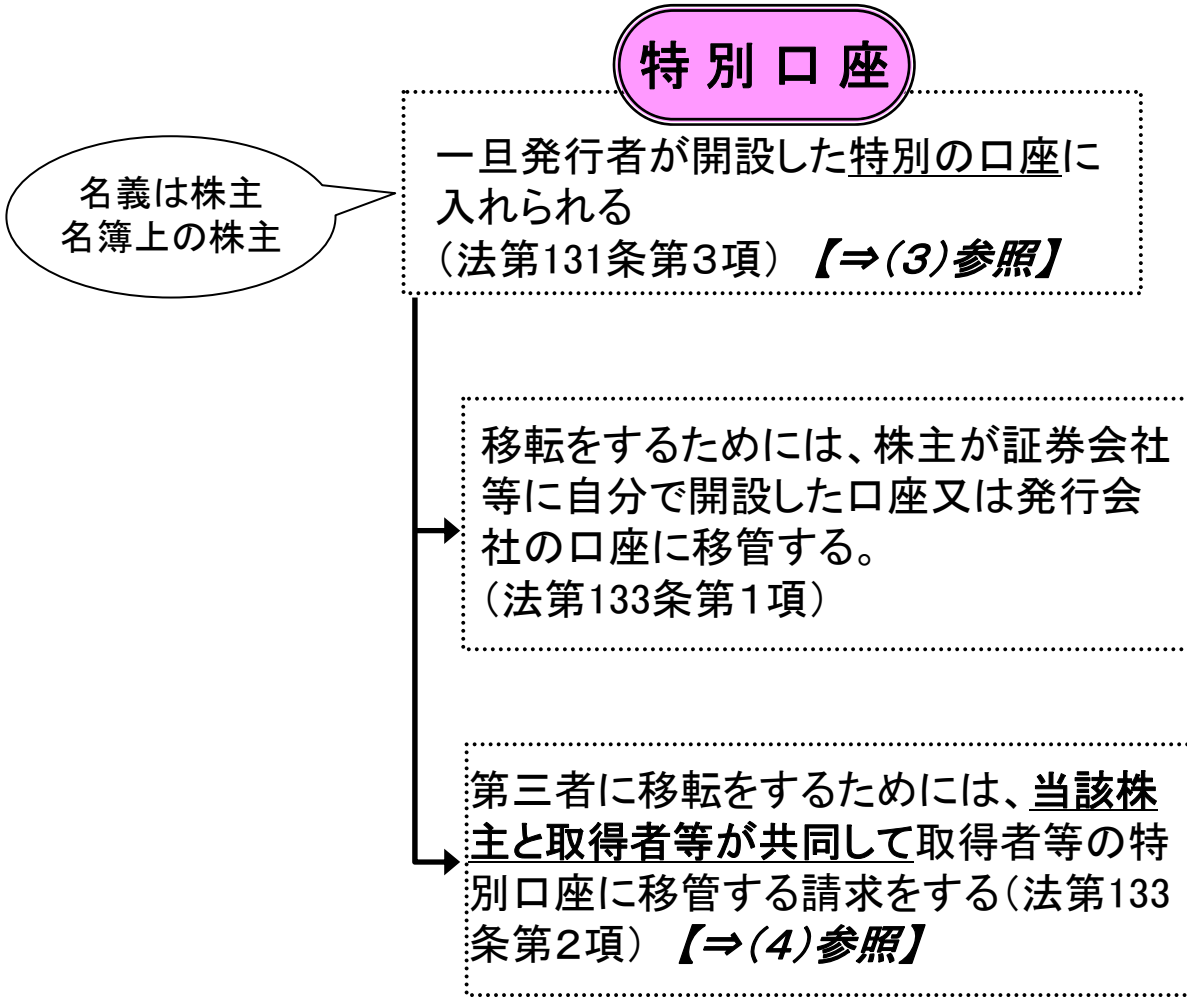 特別口座
一旦発行者が開設した特別の口座に
入れられる
（法第131条第３項）【⇒（３）参照】
名義は株主
名簿上の株主
移転をするためには、株主が証券会社
等に自分で開設した口座又は発行会
社の口座に移管する。
（法第133条第１項）
第三者に移転をするためには、当該株
主と取得者等が共同して取得者等の特
別口座に移管する請求をする（法第133
条第２項）【⇒（４）参照】